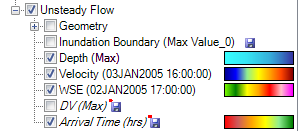 Unsteady Flow
Geometry
Inundation Boundary (Max Value_0)
Depth (Max)
Velocity (03JAN2005 16:00:00)
WSE (02JAN2005 17:00:00)
DV (Max)
Arrival Time (hrs)